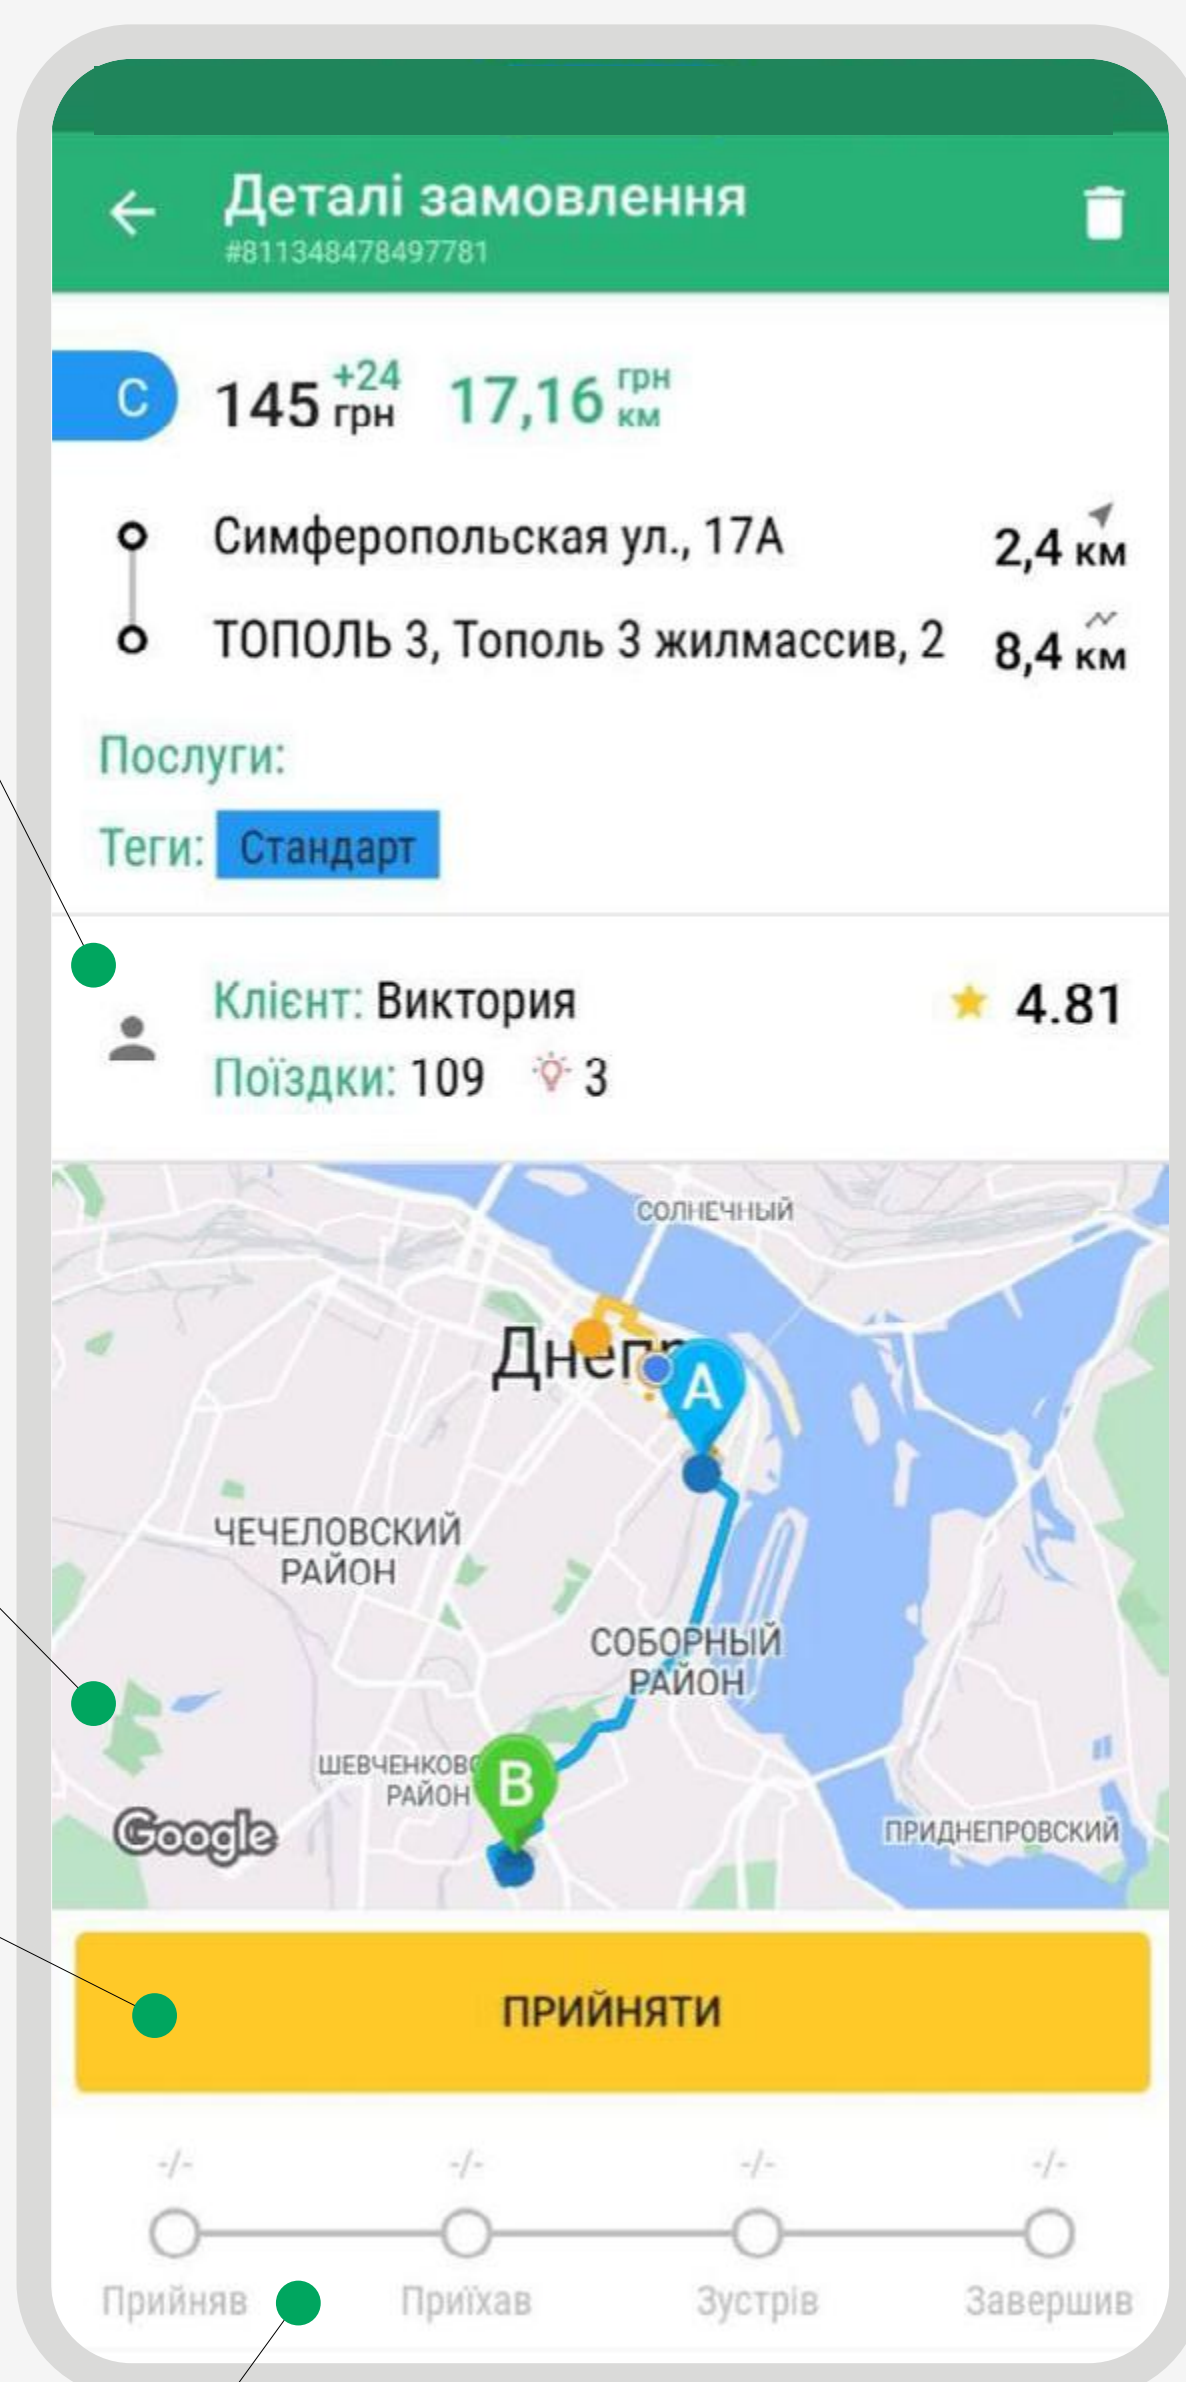 Деталі замовлення
#811348478497781
С 145 +24 грн 17,16 грн км
Симферопольская ул., 17А 2,4 км
ТОПОЛЬ 3, Тополь 3 жилмассив, 2 8,4 км
Послуги:
Теги: Стандарт
Клієнт: Виктория 4.81
Поїздки: 109 3
СОЛНЕЧНЫЙ
A
ЧЕЧЕЛОВСКИЙ
РАЙОН
СОБОРНЫЙ
РАЙОН
РАЙОН
B
Google
ПРИДНЕПРОВСКИЙ
ПРИЙНЯТИ
-/- -/- -/- -/-
Прийняв Приїхав Зустрів Завершив